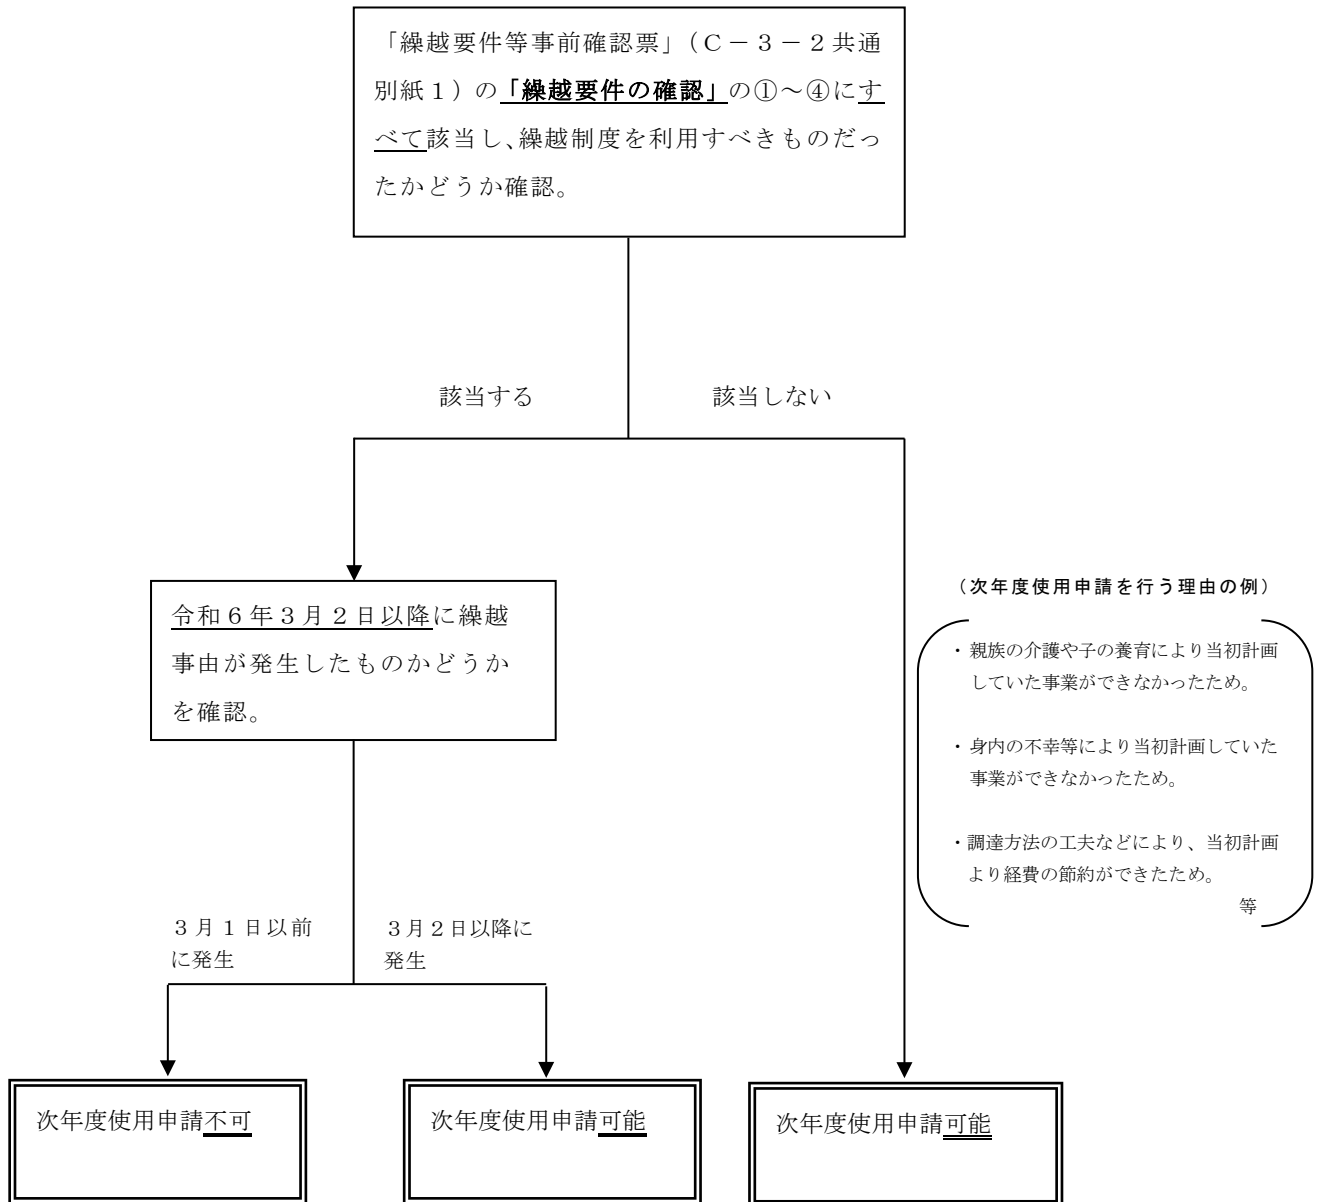 「繰越要件等事前確認票」（Ｃ－３－２共通
別紙１）の「繰越要件の確認」の①～④にす
べて該当し、繰越制度を利用すべきものだっ
たかどうか確認。
該当する
該当しない
令和６年３月２日以降に繰越
事由が発生したものかどうか
を確認。
（次年度使用申請を行う理由の例）
・親族の介護や子の養育により当初計画
していた事業ができなかったため。
・身内の不幸等により当初計画していた
事業ができなかったため。
・調達方法の工夫などにより、当初計画
より経費の節約ができたため。
等
３月１日以前
に発生
３月２日以降に
発生
次年度使用申請不可
次年度使用申請可能
次年度使用申請可能